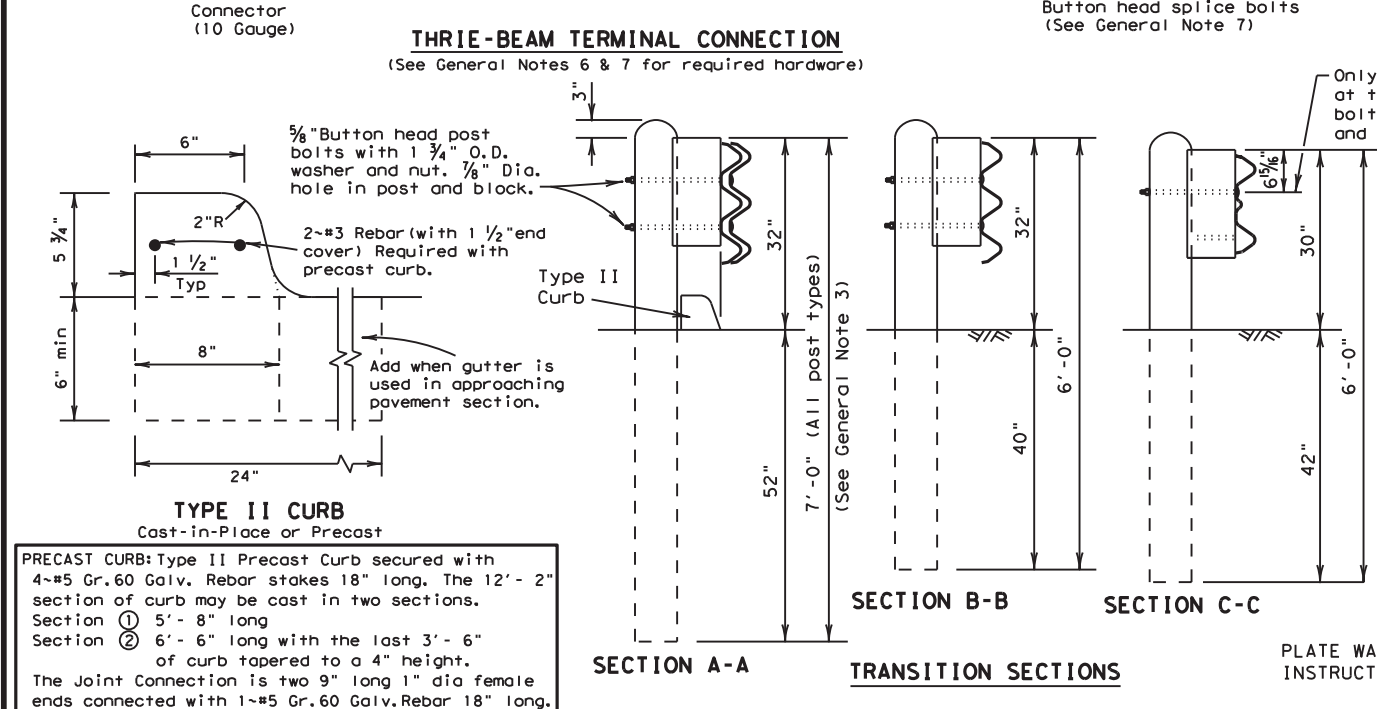 Connector
(10 Gauge)
Button head splice bolts
(See General Note 7)
THRIE-BEAM TERMINAL CONNECTION
(See General Notes 6 & 7 for required hardware)
6"
5 3/4"
2"R
1 1/2"
Typ
6" min
8"
24"
5/8"Button head post
bolts with 1 3/4" O.D.
washer and nut. 7/8" Dia.
hole in post and block.
2~#3 Rebar(with 1 1/2"end
cover) Required with
precast curb.
Add when gutter is
used in approaching
pavement section.
TYPE II CURB
Cast-in-Place or Precast
PRECAST CURB: Type II Precast Curb secured with
4~#5 Gr.60 Galv. Rebar stakes 18" long. The 12'- 2"
section of curb may be cast in two sections.
Section ① 5'- 8" long
Section ② 6'- 6" long with the last 3'- 6"
of curb tapered to a 4" height.
The Joint Connection is two 9" long 1" dia female
ends connected with 1~#5 Gr.60 Galv.Rebar 18" long.
3"
Type II
Curb
32"
52"
7'-0" (All post types)
(See General Note 3)
SECTION A-A
32"
40"
6'-0"
SECTION B-B
Only
at t
bolt
and
6 15/16"
30"
42"
6'-0"
SECTION C-C
TRANSITION SECTIONS
PLATE WA
INSTRUCT